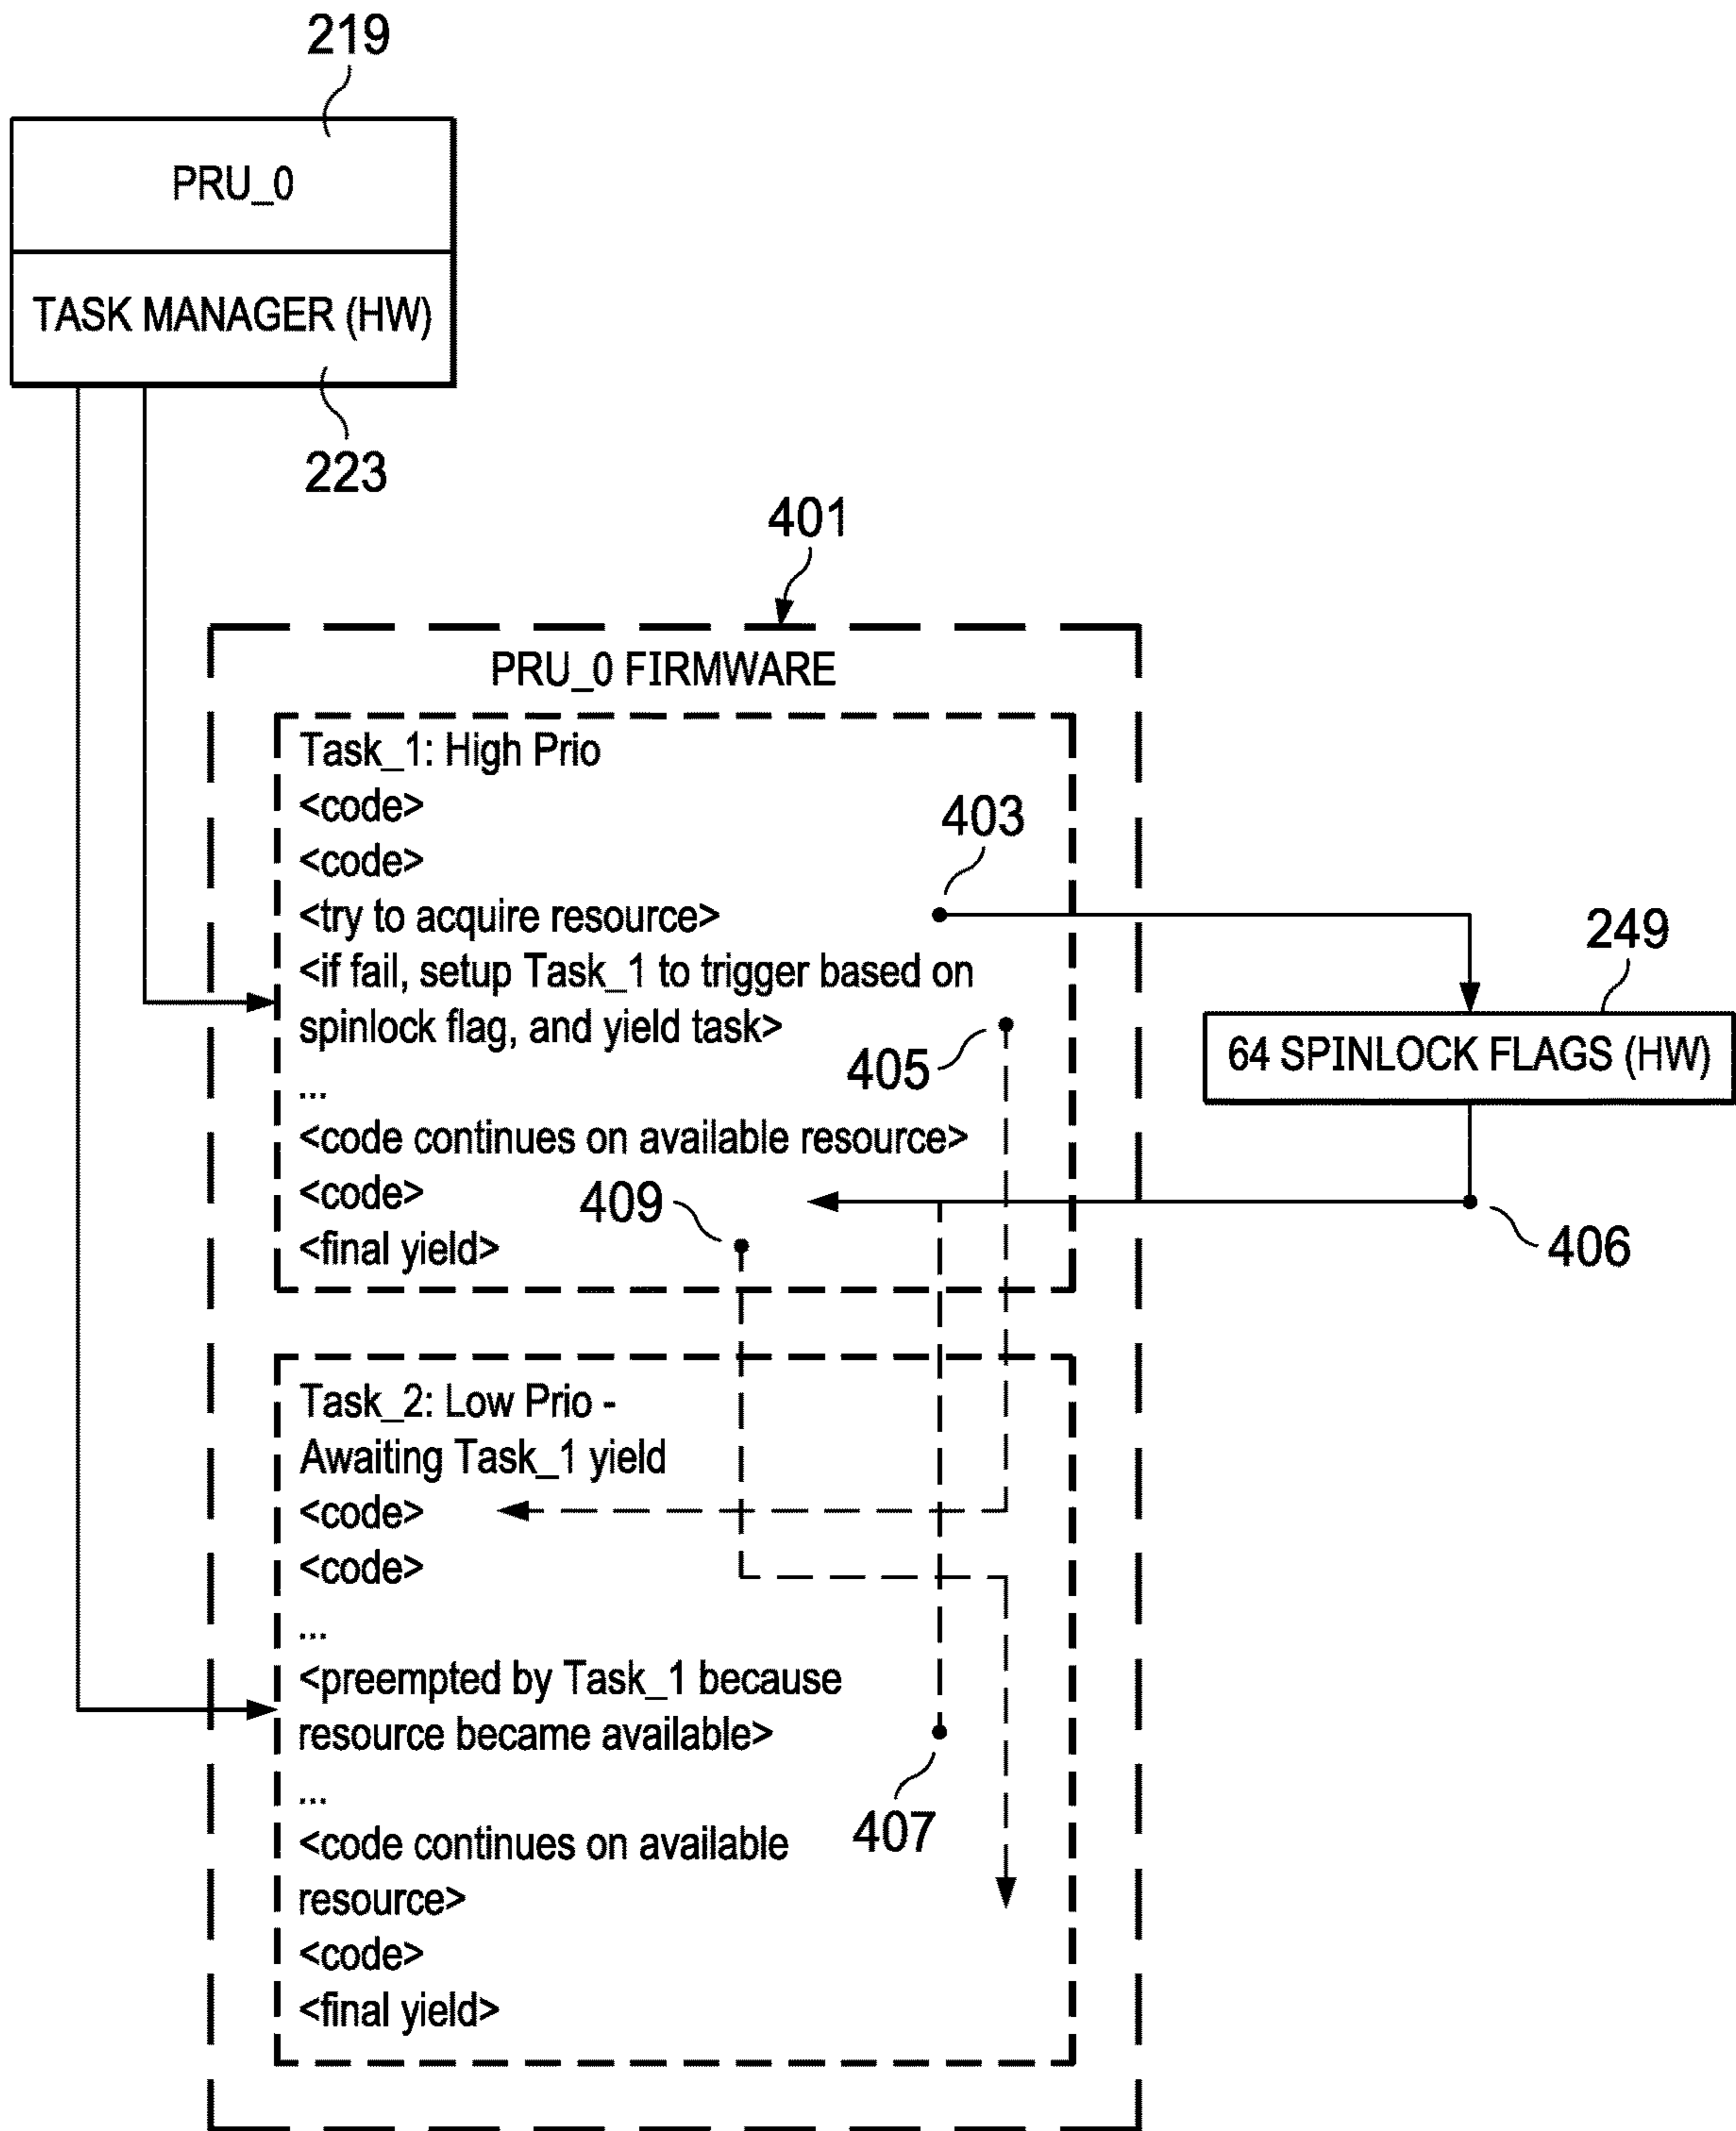 219
PRU_0
TASK MANAGER (HW)
223
401
PRU_0 FIRMWARE
Task_1: High Prio
<code>
<code>
403
<try to acquire resource>
249
<if fail, setup Task_1 to trigger based on
spinlock flag, and yield task>
405
64 SPINLOCK FLAGS (HW)
...
<code continues on available resource>
<code>
409
406
<final yield>
Task_2: Low Prio -
Awaiting Task_1 yield
<code>
<code>
...
<preempted by Task_1 because
resource became available>
...
407
<code continues on available
resource>
<code>
<final yield>